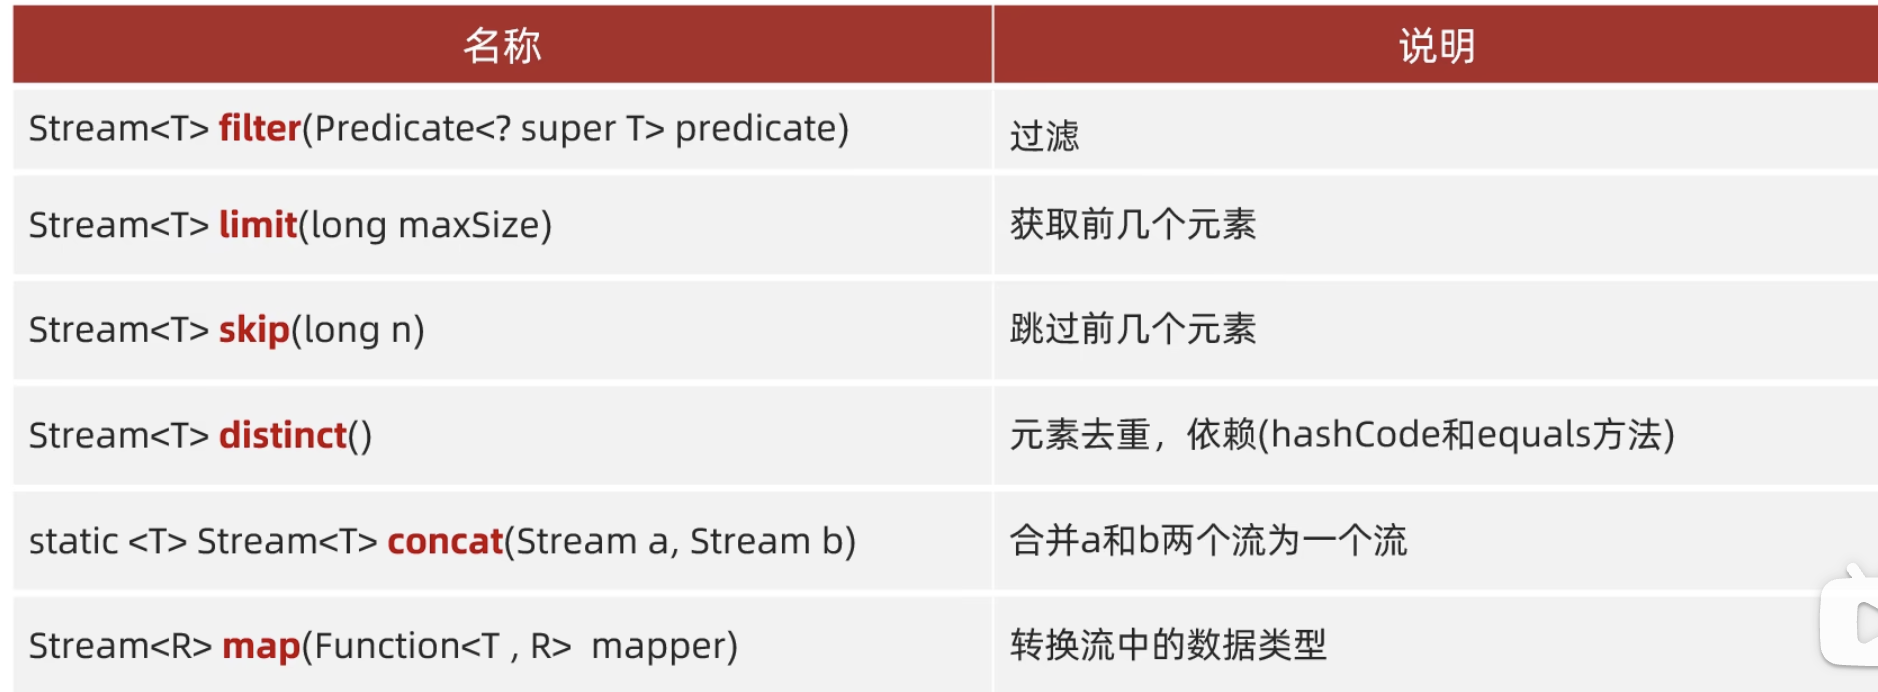 名称 说明
Stream<T> filter(Predicate<? super T> predicate) 过滤
Stream<T> limit(long maxSize) 获取前几个元素
Stream<T> skip(long n) 跳过前几个元素
Stream<T> distinct() 元素去重，依赖(hashCode和equals方法)
static <T> Stream<T> concat(Stream a, Stream b) 合并a和b两个流为一个流
Stream<R> map(Function<T , R>  mapper) 转换流中的数据类型